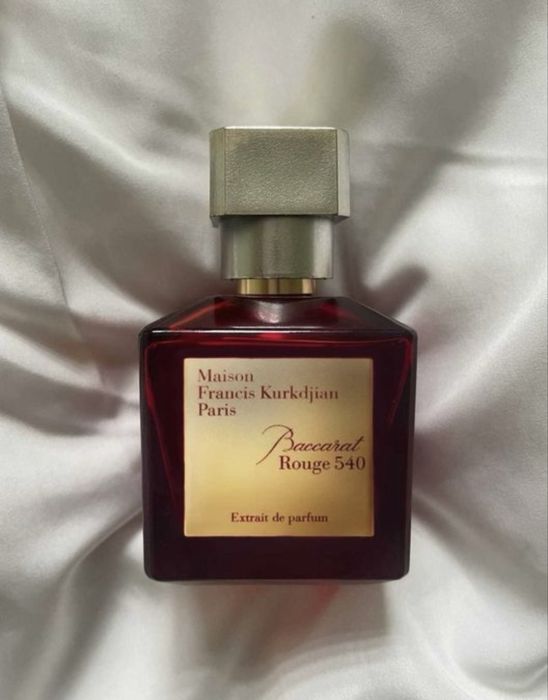 Maison
Francis Kurkdjian
Paris
Baccarat
Rouge 540
Extrait de parfum